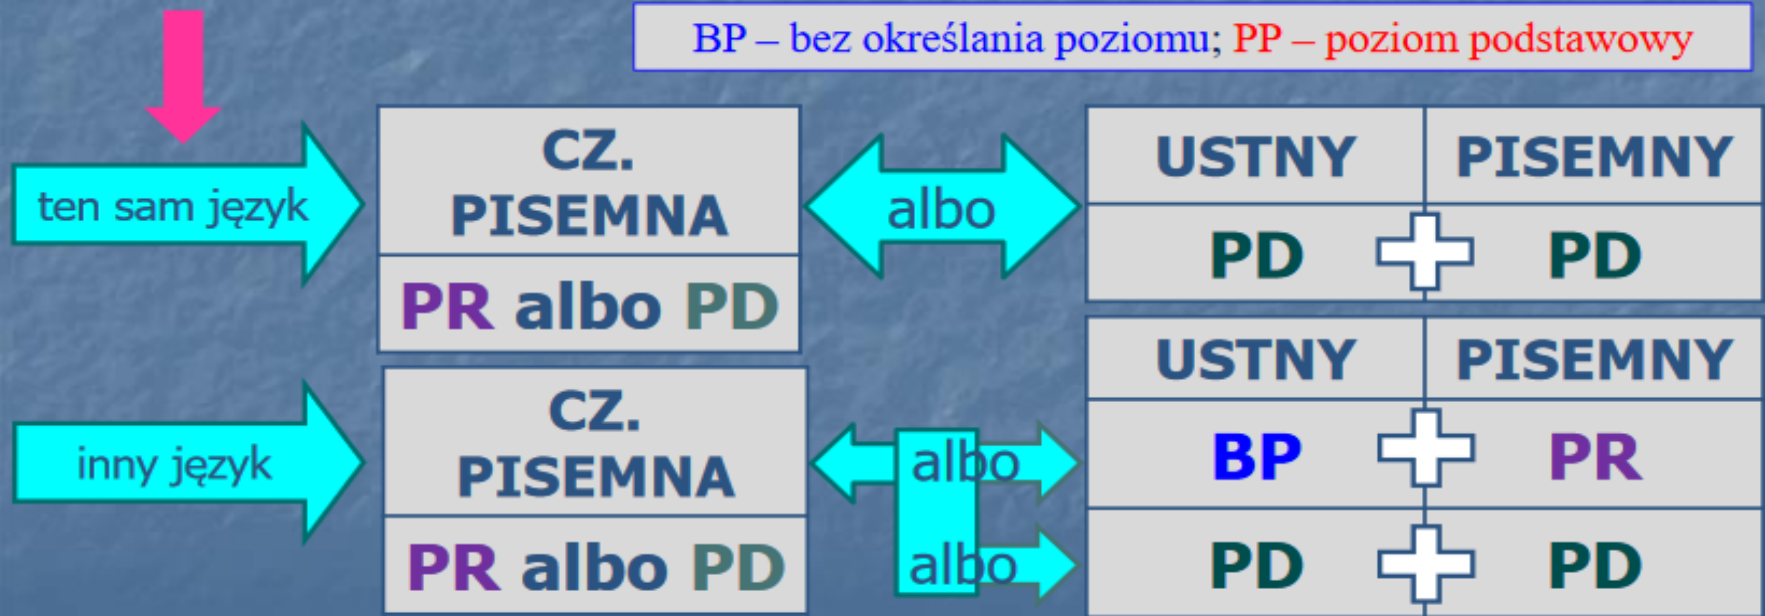 BP – bez określania poziomu; PP – poziom podstawowy
ten sam język
CZ.
PISEMNA
PR albo PD
albo
USTNY PISEMNY
PD PD
inny język
CZ.
PISEMNA
PR albo PD
albo
albo
USTNY PISEMNY
BP PR
PD PD